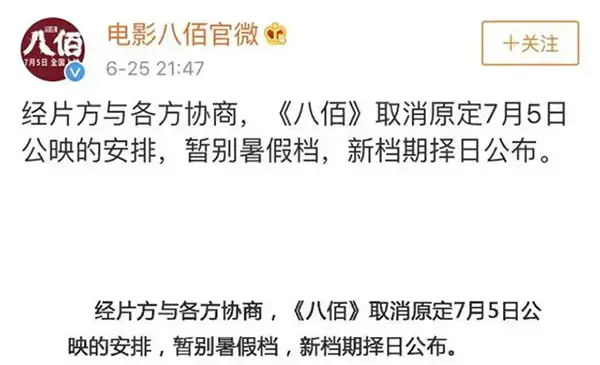 电影八佰官微
八佰
7月5日 全国
6-25 21:47
+关注
经片方与各方协商，《八佰》取消原定7月5日
公映的安排，暂别暑假档，新档期择日公布。
经片方与各方协商，《八佰》取消原定7月5日公
映的安排，暂别暑假档，新档期择日公布。